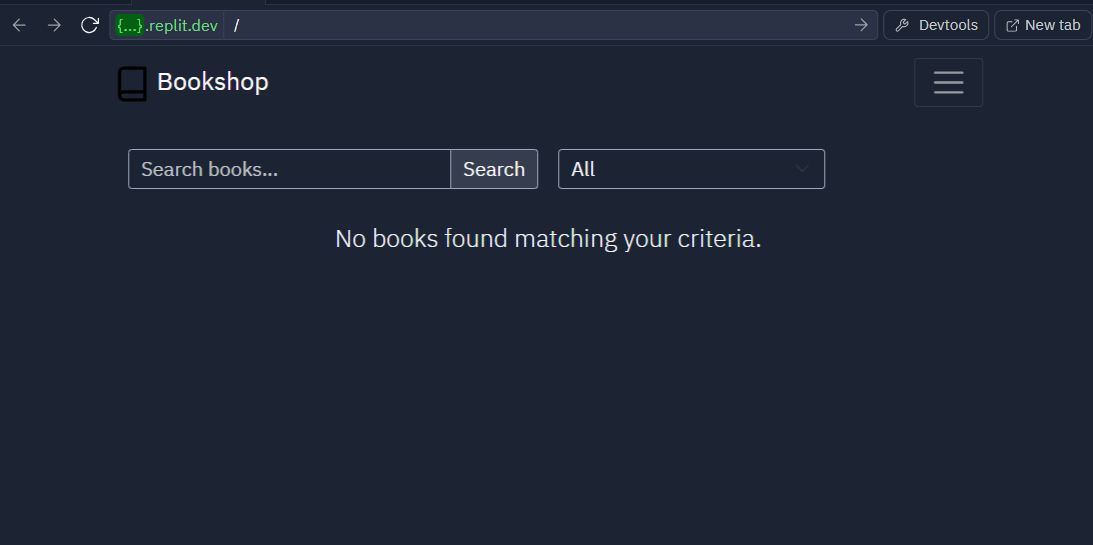 {...}.replit.dev / Devtools New tab
Bookshop
Search books... Search All
No books found matching your criteria.